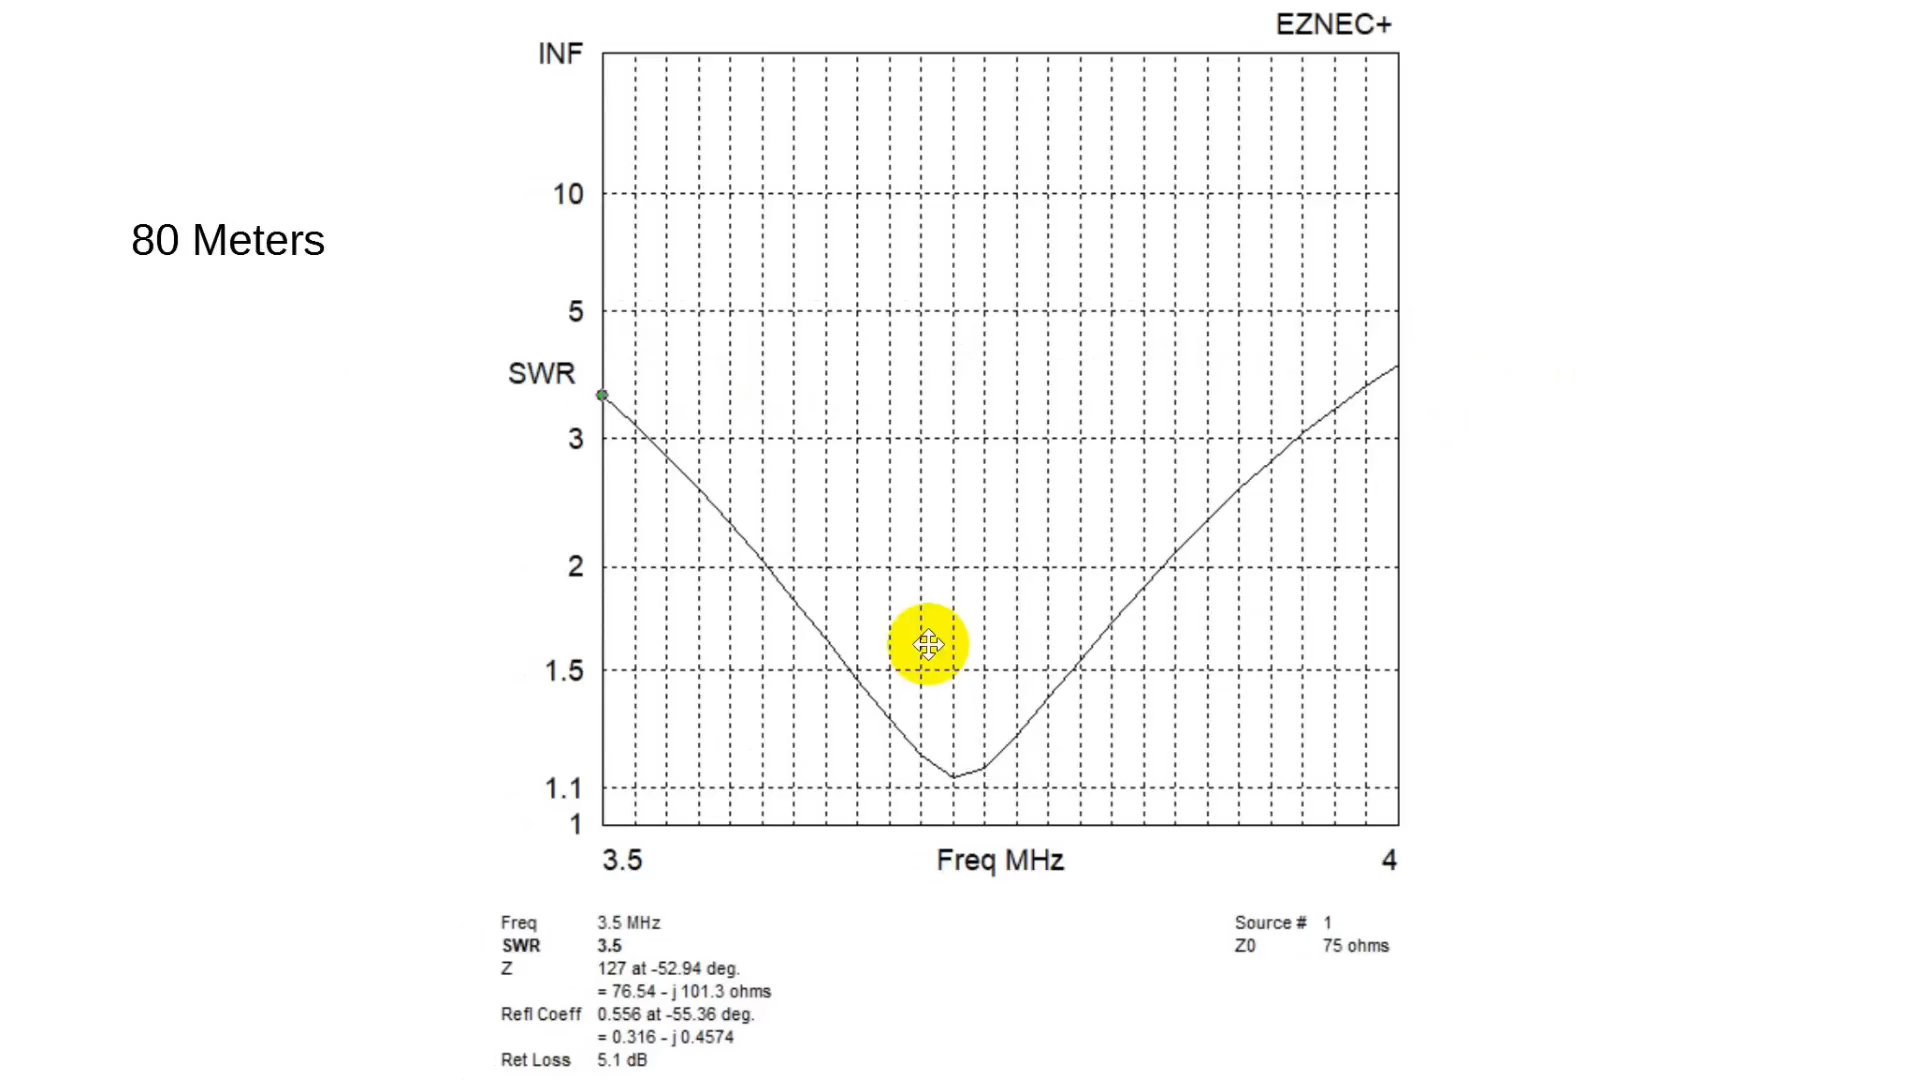 EZNEC+
INF
10
80 Meters
5
SWR
3
2
1.5
1.1
1
3.5 Freq MHz 4
Freq 3.5 MHz Source # 1
SWR 3.5 Z0 75 ohms
Z 127 at -52.94 deg.
= 76.54 - j 101.3 ohms
Refl Coeff 0.556 at -55.36 deg.
= 0.316 - j 0.4574
Ret Loss 5.1 dB